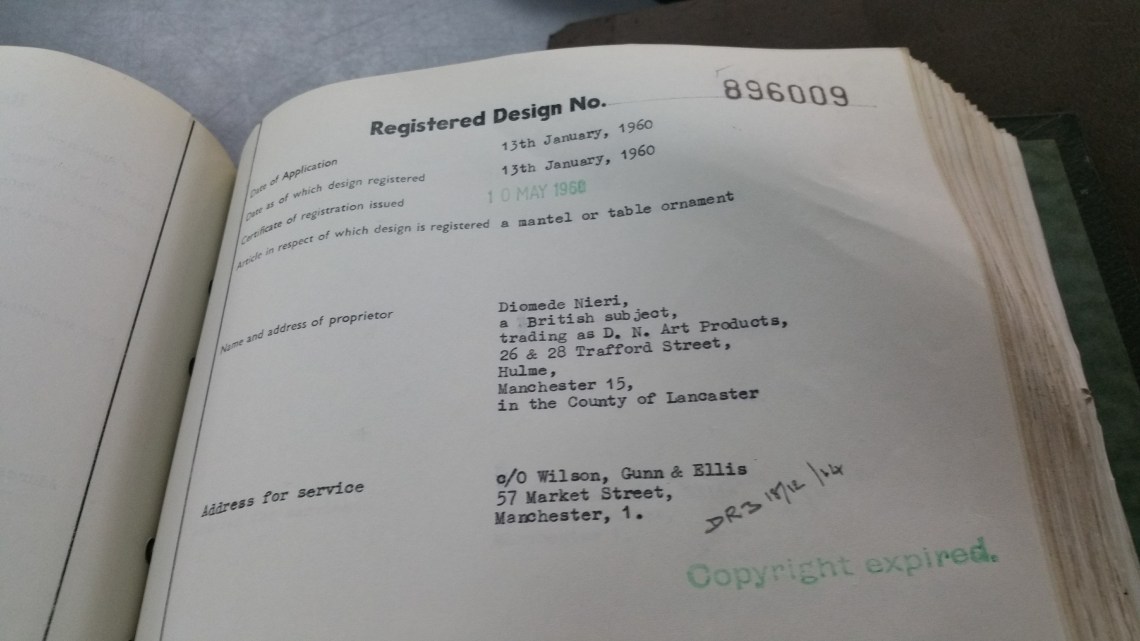 Registered Design No. 896009
Date of Application 13th January, 1960
Date as of which design registered 13th January, 1960
Certificate of registration issued 10 MAY 1960
Article in respect of which design is registered a mantel or table ornament
Name and address of proprietor Diomede Nieri,
a British subject,
trading as D. N. Art Products,
26 & 28 Trafford Street,
Hulme,
Manchester 15,
in the County of Lancaster
Address for service c/o Wilson, Gunn & Ellis
57 Market Street,
Manchester, 1.
DR3
Copyright expired.